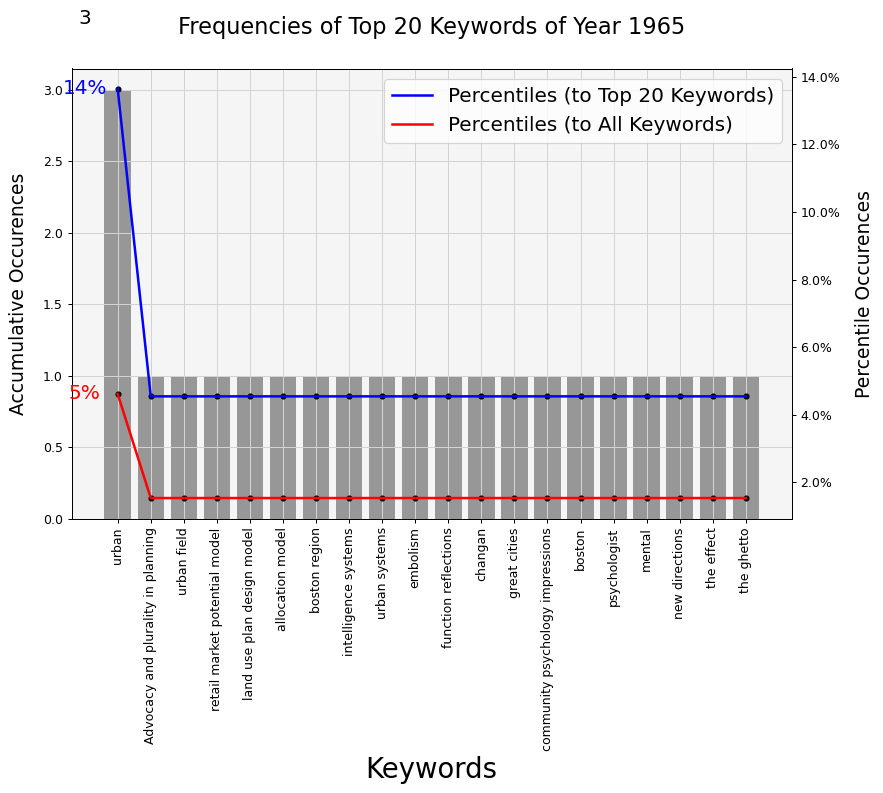 3
Frequencies of Top 20 Keywords of Year 1965
14%
5%
Percentiles (to Top 20 Keywords)
Percentiles (to All Keywords)
Accumulative Occurences
3.0
2.5
2.0
1.5
1.0
0.5
0.0
14.0%
12.0%
10.0%
8.0%
6.0%
4.0%
2.0%
Percentile Occurences
urban
Advocacy and plurality in planning
urban field
retail market potential model
land use plan design model
allocation model
boston region
intelligence systems
urban systems
embolism
function reflections
changan
great cities
community psychology impressions
boston
psychologist
mental
new directions
the effect
the ghetto
Keywords